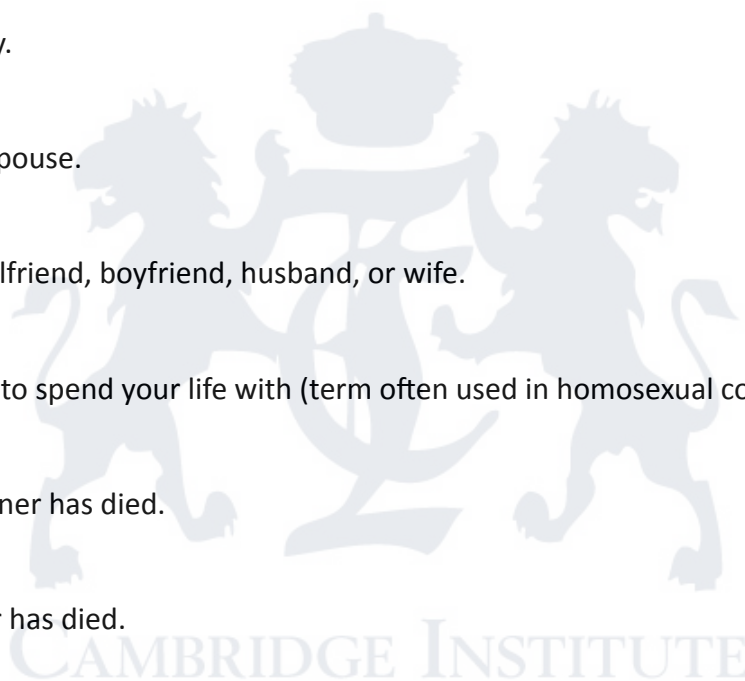 y.
pouse.
lfriend, boyfriend, husband, or wife.
to spend your life with (term often used in homosexual co
ner has died.
r has died.
CAMBRIDGE INSTITUTE